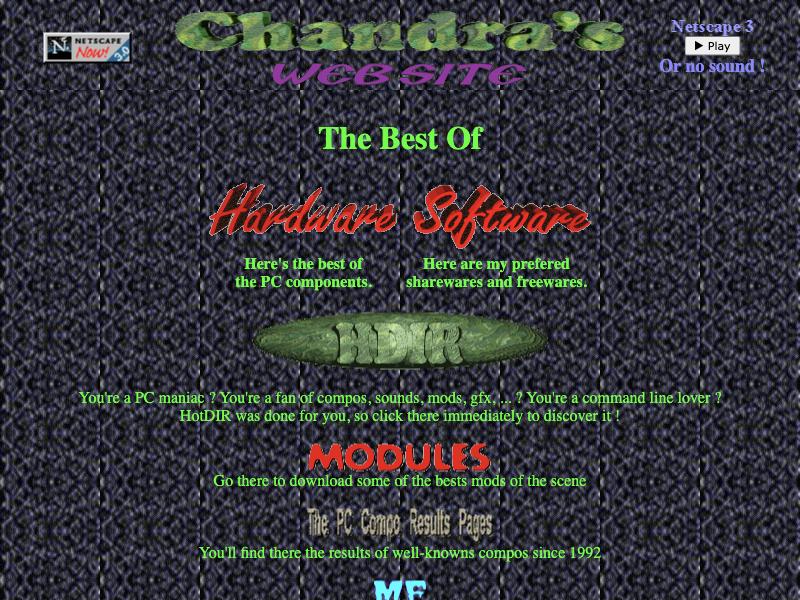 Chandra's
WEB SITE
NETSCAPE
Now! 3.0
Netscape 3
Play
Or no sound !
The Best Of
Hardware Software
Here's the best of
the PC components.
Here are my prefered
sharewares and freewares.
HDIR
You're a PC maniac ? You're a fan of compos, sounds, mods, gfx, ... ? You're a command line lover ?
HotDIR was done for you, so click there immediately to discover it !
MODULES
Go there to download some of the bests mods of the scene
The PC Compo Results Pages
You'll find there the results of well-knowns compos since 1992
ME